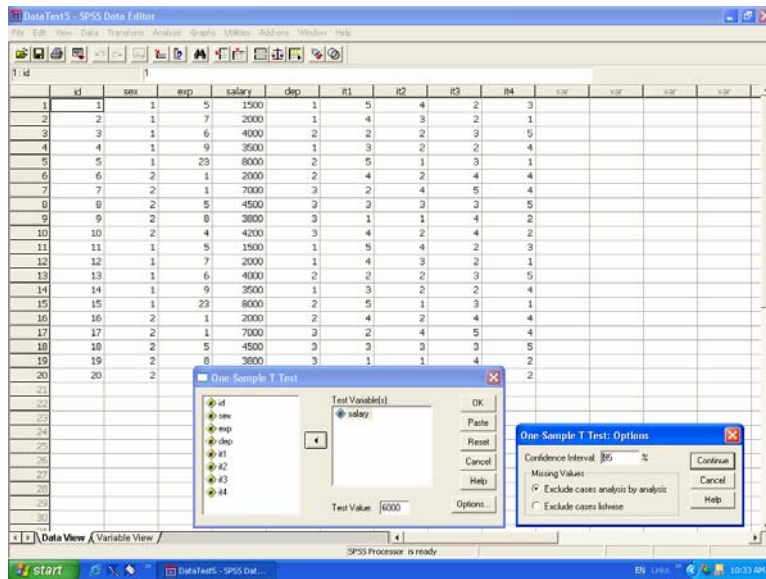 DataTest5 - SPSS Data Editor
File Edit View Data Transform Analyze Graphs Utilities Add-ons Window Help
1 : id 1
id sex exp salary dep it1 it2 it3 it4 var var var var
1 1 1 5 1500 1 5 4 2 3
2 2 1 7 2000 1 4 3 2 1
3 3 1 6 4000 2 2 2 3 5
4 4 1 9 3500 1 3 2 2 4
5 5 1 23 8000 2 5 1 3 1
6 6 2 1 2000 2 4 2 4 4
7 7 2 1 7000 3 2 4 5 4
8 8 2 5 4500 3 3 3 3 5
9 9 2 8 3800 3 1 1 4 2
10 10 2 4 4200 3 4 2 4 2
11 11 1 5 1500 1 5 4 2 3
12 12 1 7 2000 1 4 3 2 1
13 13 1 6 4000 2 2 2 3 5
14 14 1 9 3500 1 3 2 2 4
15 15 1 23 8000 2 5 1 3 1
16 16 2 1 2000 2 4 2 4 4
17 17 2 1 7000 3 2 4 5 4
18 18 2 5 4500 3 3 3 3 5
19 19 2 8 3800 3 1 1 4 2
20 20 2 2
21
22
23
24
25
26
27
28
29
30
One-Sample T Test
id
sex
exp
dep
it1
it2
it3
it4
Test Variable(s):
salary
Test Value: 6000
OK
Paste
Reset
Cancel
Help
Options...
One-Sample T Test: Options
Confidence Interval: 95 %
Missing Values
Exclude cases analysis by analysis
Exclude cases listwise
Continue
Cancel
Help
Data View Variable View
SPSS Processor is ready
start
DataTest5 - SPSS Dat...
EN Links 10:33 AM